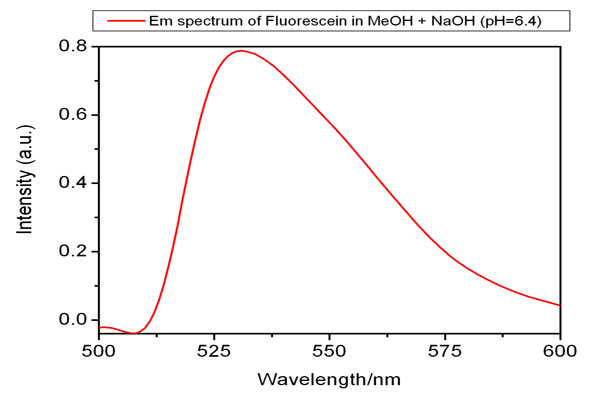 Em spectrum of Fluorescein in MeOH + NaOH (pH=6.4)
0.8
0.6
0.4
0.2
0.0
Intensity (a.u.)
500 525 550 575 600
Wavelength/nm